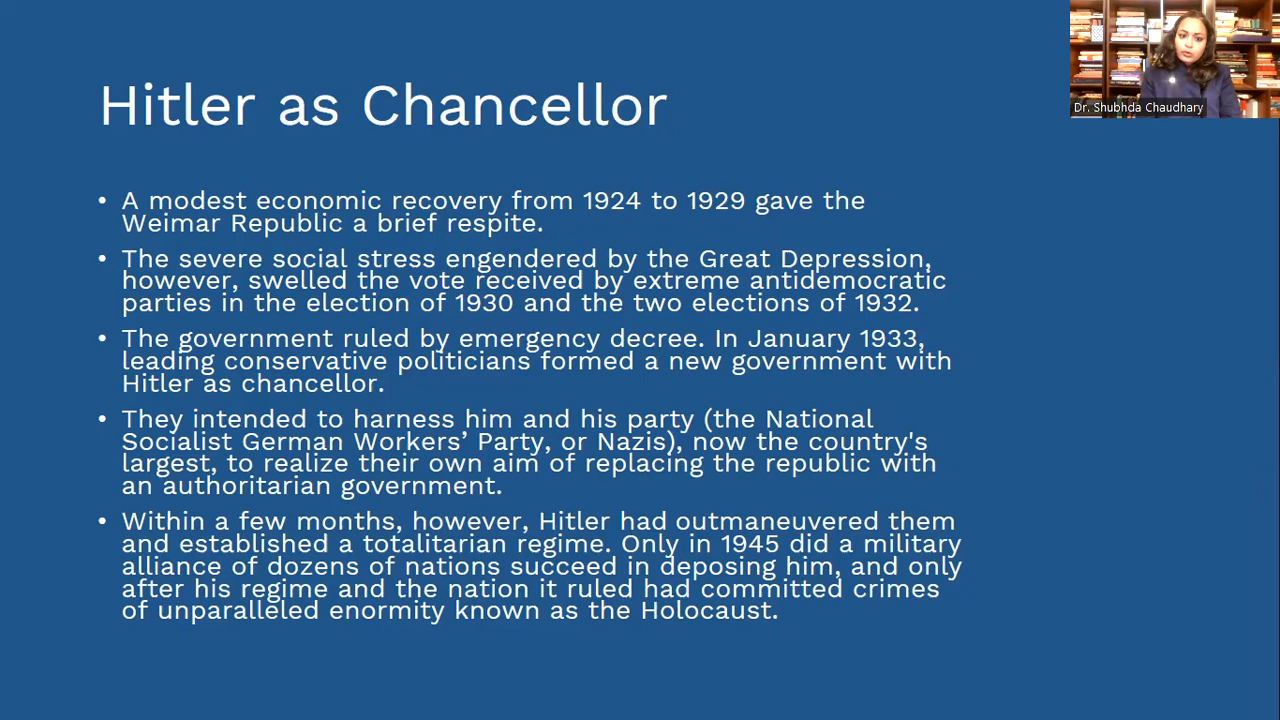 Dr. Shubhda Chaudhary
Hitler as Chancellor
• A modest economic recovery from 1924 to 1929 gave the
Weimar Republic a brief respite.
• The severe social stress engendered by the Great Depression,
however, swelled the vote received by extreme antidemocratic
parties in the election of 1930 and the two elections of 1932.
• The government ruled by emergency decree. In January 1933,
leading conservative politicians formed a new government with
Hitler as chancellor.
• They intended to harness him and his party (the National
Socialist German Workers’ Party, or Nazis), now the country's
largest, to realize their own aim of replacing the republic with
an authoritarian government.
• Within a few months, however, Hitler had outmaneuvered them
and established a totalitarian regime. Only in 1945 did a military
alliance of dozens of nations succeed in deposing him, and only
after his regime and the nation it ruled had committed crimes
of unparalleled enormity known as the Holocaust.